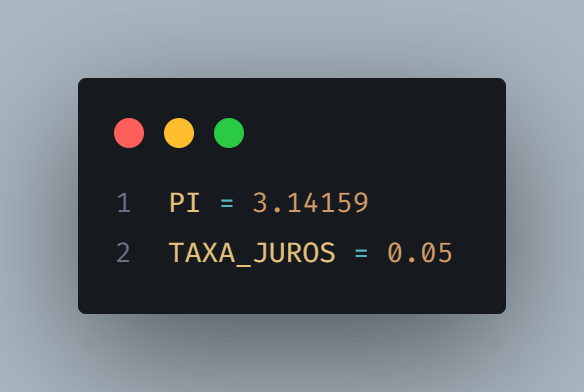 1 PI = 3.14159
2 TAXA_JUROS = 0.05